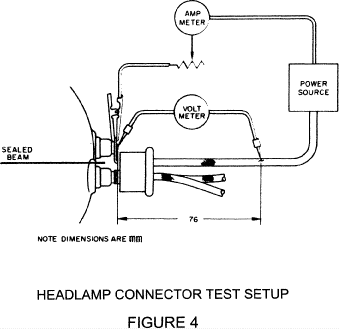 AMP
METER
POWER
SOURCE
VOLT
METER
SEALED
BEAM
76
NOTE DIMENSIONS ARE mm
HEADLAMP CONNECTOR TEST SETUP
FIGURE 4